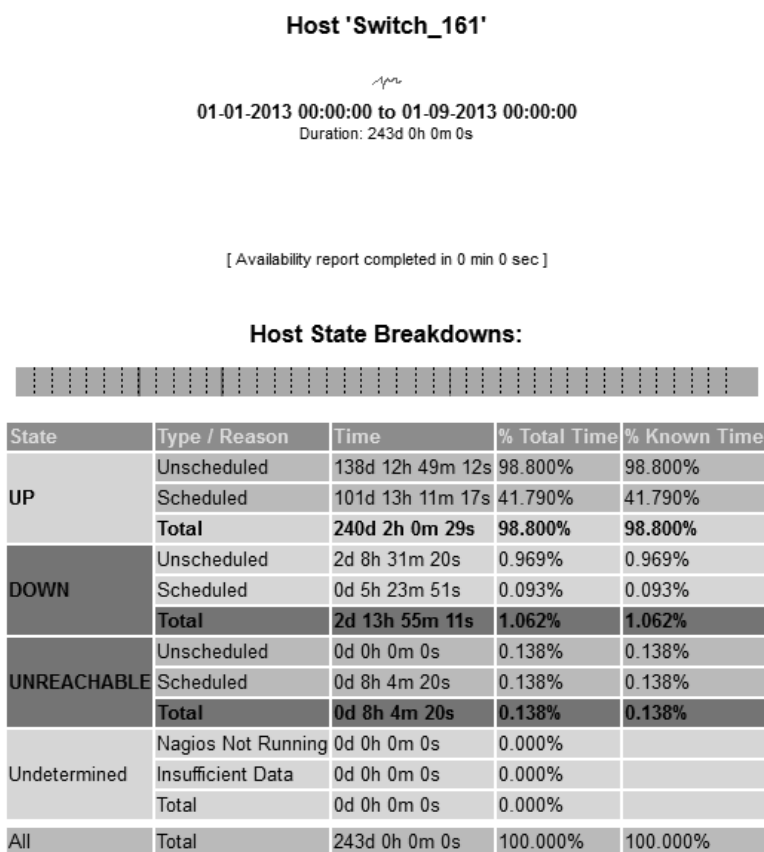 Host 'Switch_161'
01-01-2013 00:00:00 to 01-09-2013 00:00:00
Duration: 243d 0h 0m 0s
[ Availability report completed in 0 min 0 sec ]
Host State Breakdowns:
State Type / Reason Time % Total Time % Known Time
UP Unscheduled 138d 12h 49m 12s 98.800% 98.800%
Scheduled 101d 13h 11m 17s 41.790% 41.790%
Total 240d 2h 0m 29s 98.800% 98.800%
DOWN Unscheduled 2d 8h 31m 20s 0.969% 0.969%
Scheduled 0d 5h 23m 51s 0.093% 0.093%
Total 2d 13h 55m 11s 1.062% 1.062%
UNREACHABLE Unscheduled 0d 0h 0m 0s 0.138% 0.138%
Scheduled 0d 8h 4m 20s 0.138% 0.138%
Total 0d 8h 4m 20s 0.138% 0.138%
Undetermined Nagios Not Running 0d 0h 0m 0s 0.000%
Insufficient Data 0d 0h 0m 0s 0.000%
Total 0d 0h 0m 0s 0.000%
All Total 243d 0h 0m 0s 100.000% 100.000%